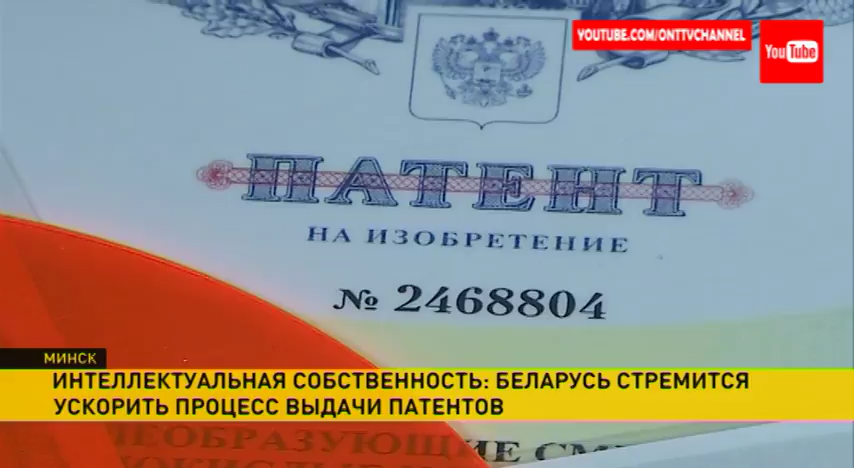 YOUTUBE.COM/ONTTVCHANNEL
YouTube
ПАТЕНТ
НА ИЗОБРЕТЕНИЕ
№ 2468804
МИНСК
ИНТЕЛЛЕКТУАЛЬНАЯ СОБСТВЕННОСТЬ: БЕЛАРУСЬ СТРЕМИТСЯ
УСКОРИТЬ ПРОЦЕСС ВЫДАЧИ ПАТЕНТОВ